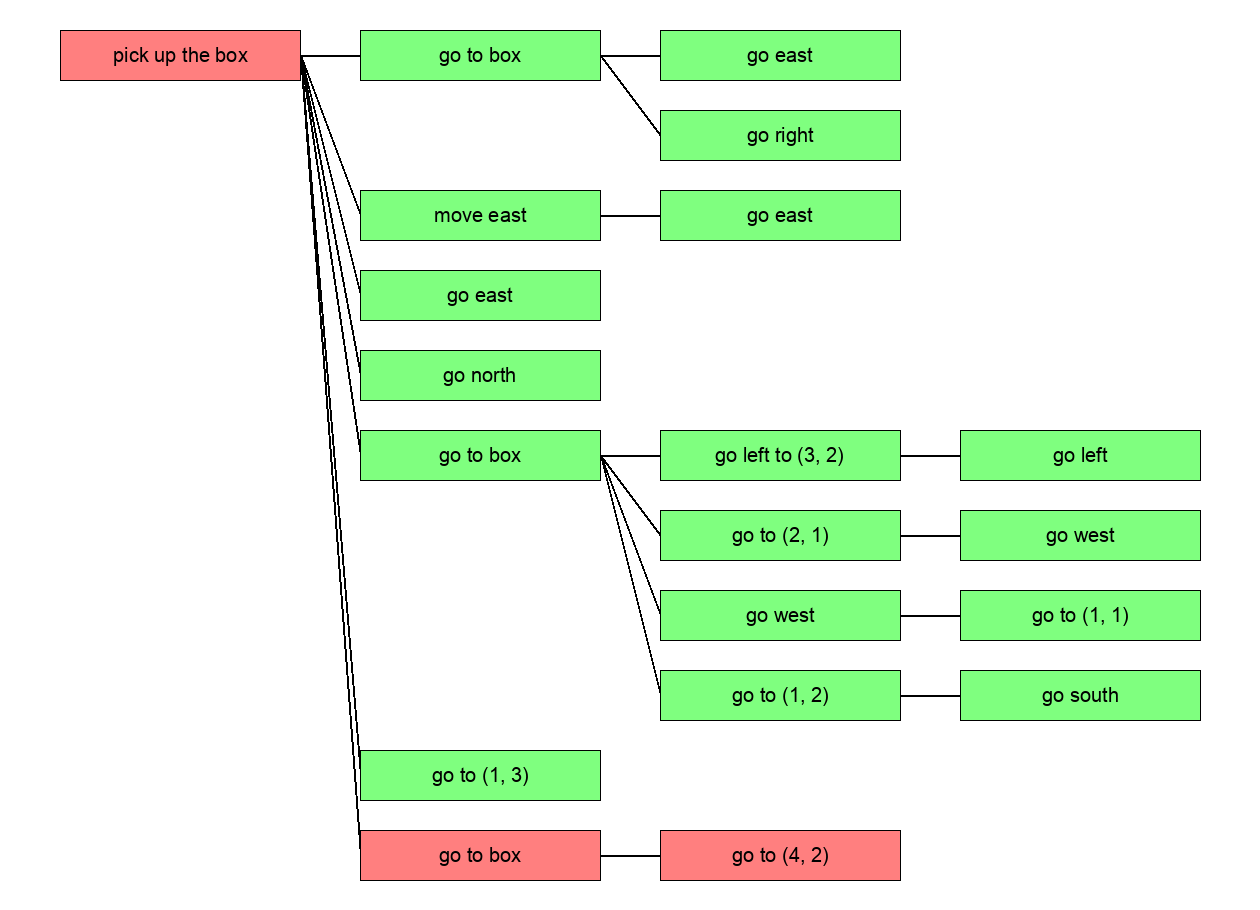 pick up the box
go to box
go east
go right
move east
go east
go east
go north
go to box
go left to (3, 2)
go left
go to (2, 1)
go west
go west
go to (1, 1)
go to (1, 2)
go south
go to (1, 3)
go to box
go to (4, 2)